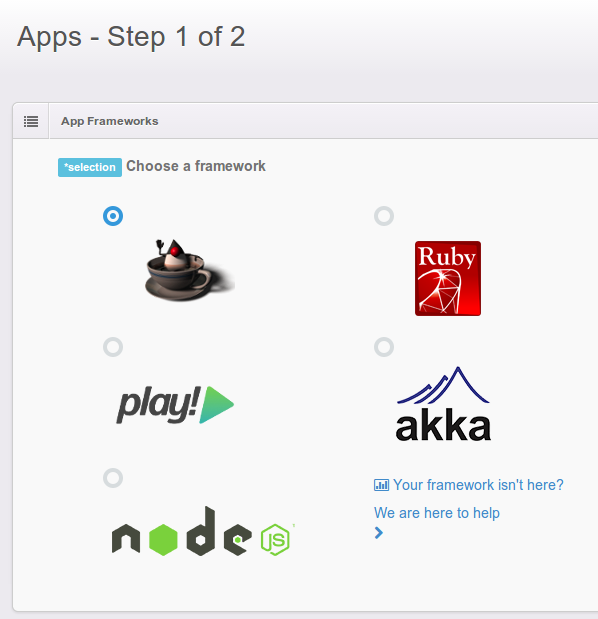 Apps - Step 1 of 2
App Frameworks
*selection Choose a framework
Ruby
play!
akka
Your framework isn't here?
We are here to help
node
JS